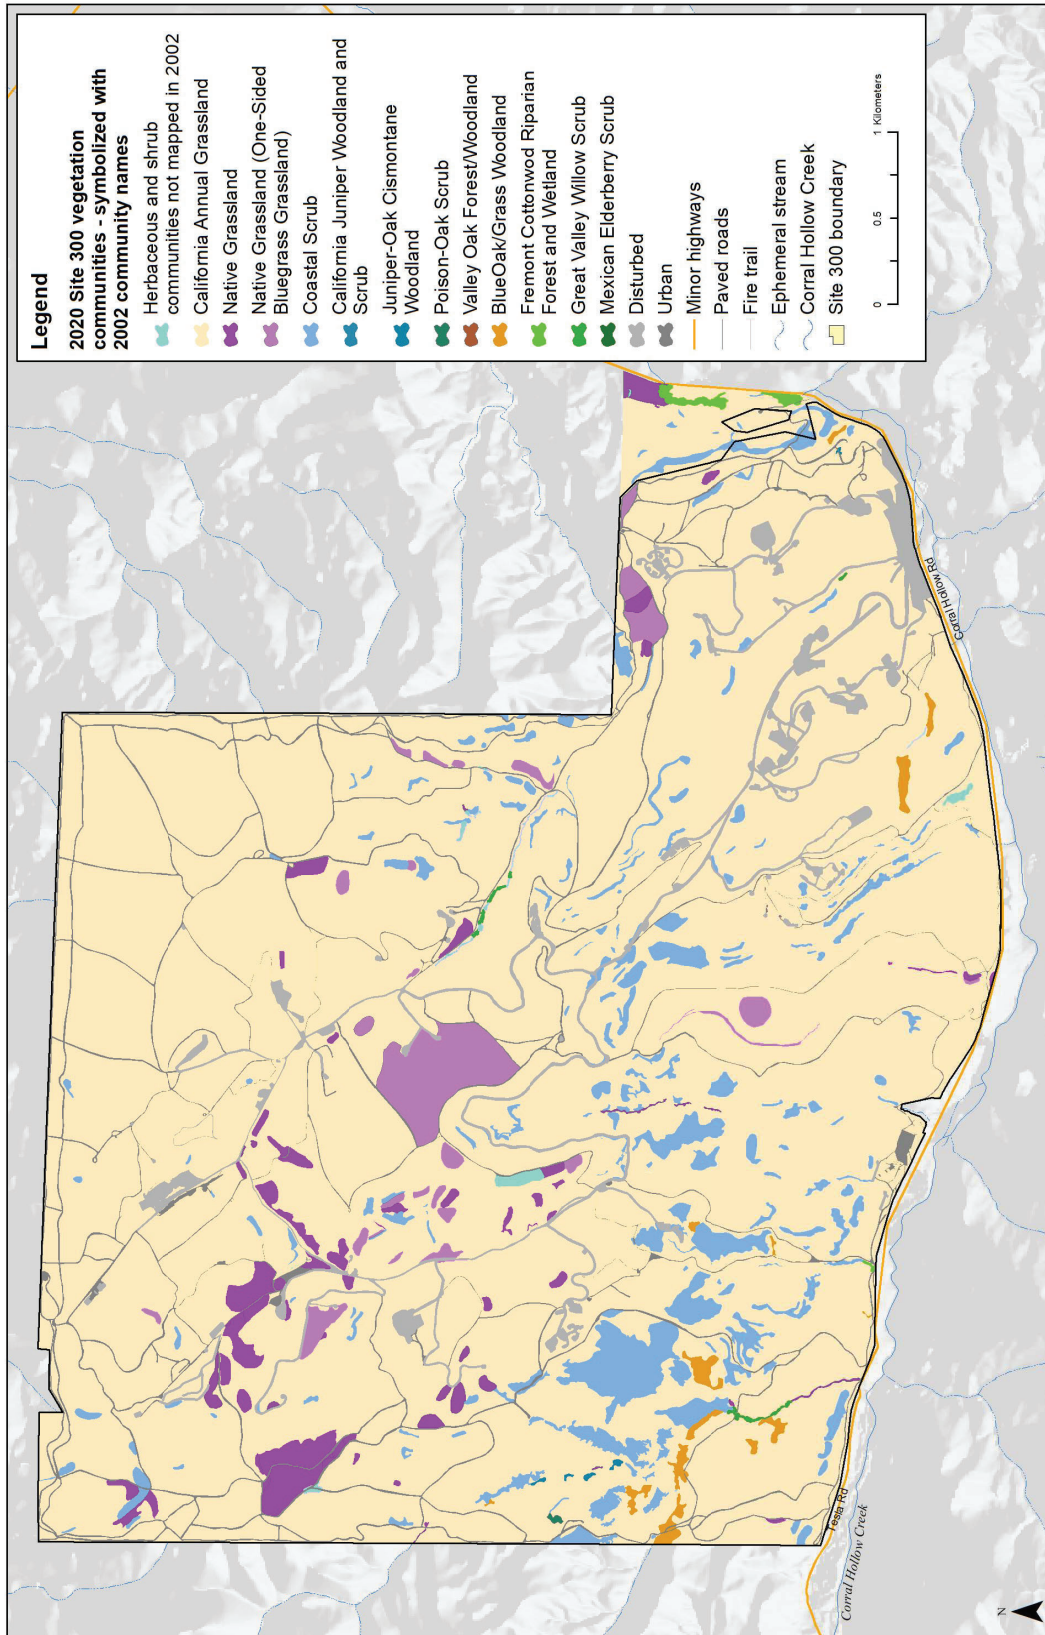 Legend
2020 Site 300 vegetation
communities - symbolized with
2002 community names
Herbaceous and shrub
communities not mapped in 2002
California Annual Grassland
Native Grassland
Native Grassland (One-Sided
Bluegrass Grassland)
Coastal Scrub
California Juniper Woodland and
Scrub
Juniper-Oak Cismontane
Woodland
Poison-Oak Scrub
Valley Oak Forest/Woodland
BlueOak/Grass Woodland
Fremont Cottonwood Riparian
Forest and Wetland
Great Valley Willow Scrub
Mexican Elderberry Scrub
Disturbed
Urban
Minor highways
Paved roads
Fire trail
Ephemeral stream
Corral Hollow Creek
Site 300 boundary
0 0.5 1 Kilometers
Corral Hollow Rd
Tesla Rd
Corral Hollow Creek
N